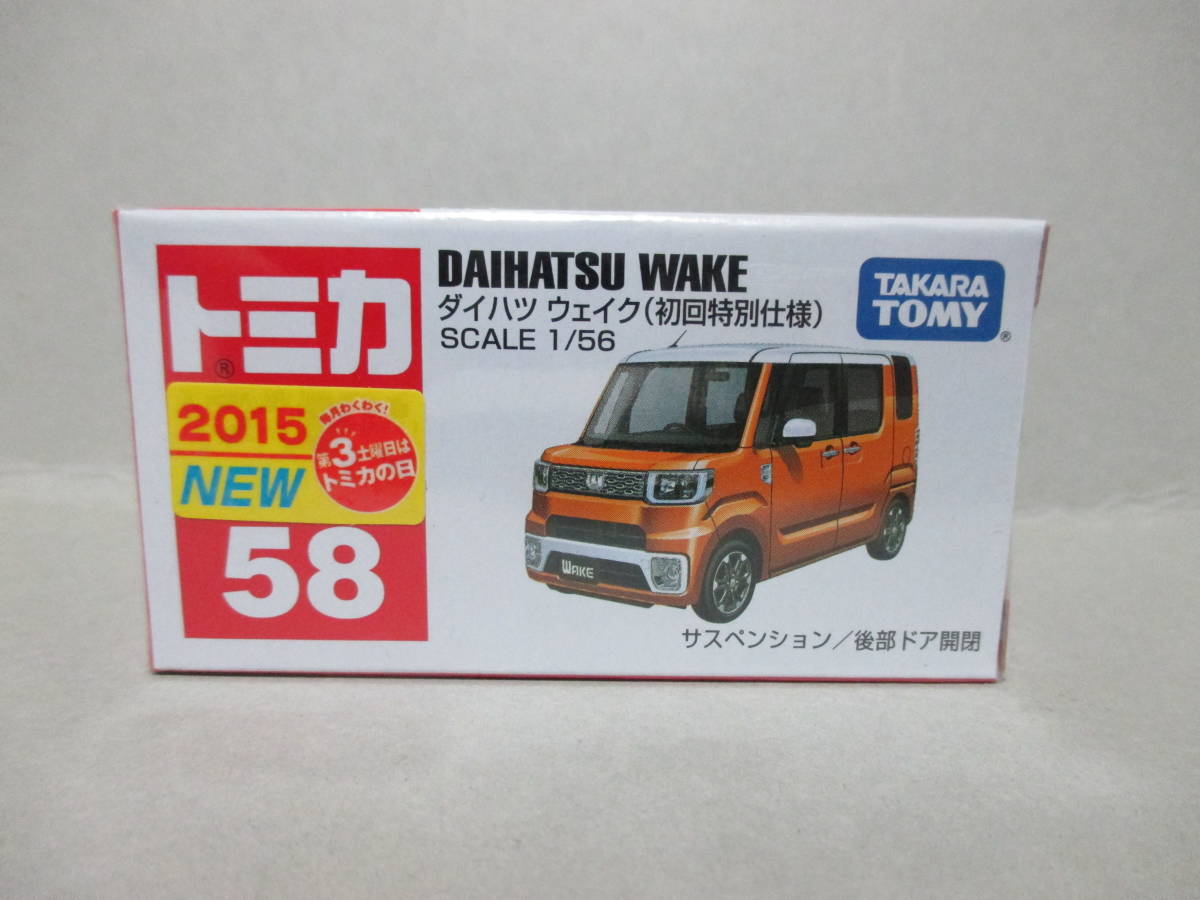 トミカ
®
DAIHATSU WAKE
ダイハツ ウェイク(初回特別仕様)
SCALE 1/56
TAKARA
TOMY
®
2015
NEW
毎月わくわく!
第3土曜日は
トミカの日
58
WAKE
サスペンション/後部ドア開閉